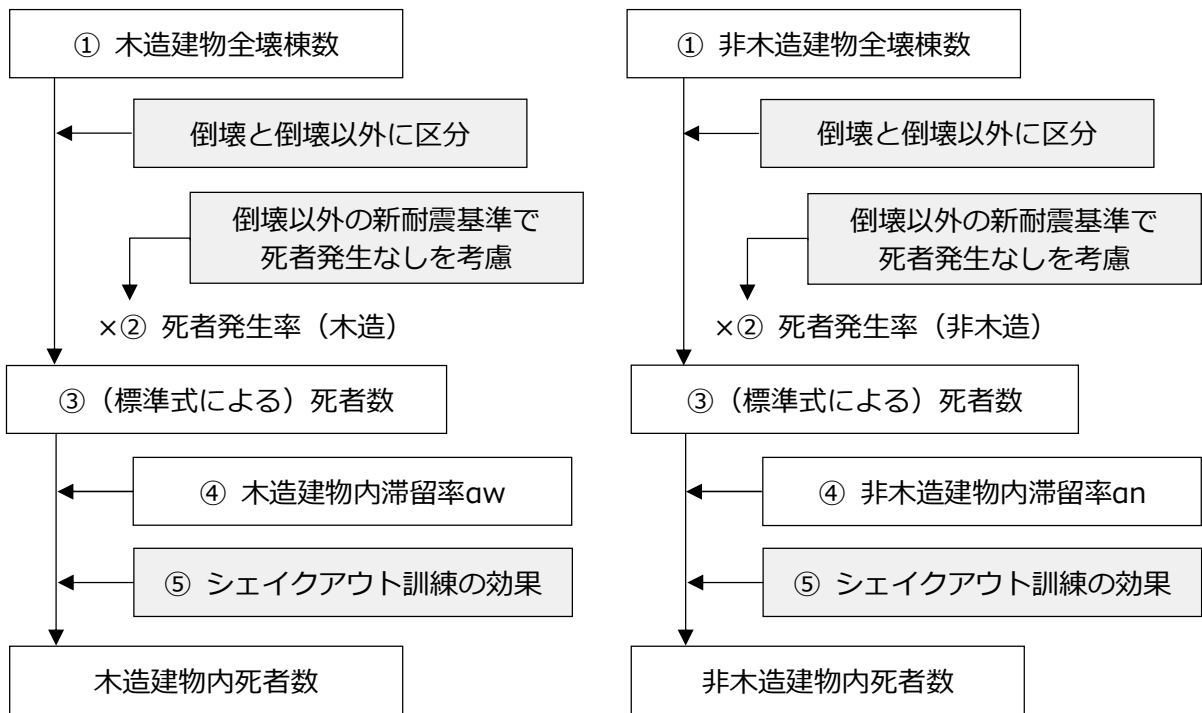 ① 木造建物全壊棟数
倒壊と倒壊以外に区分
倒壊以外の新耐震基準で
死者発生なしを考慮
×② 死者発生率（木造）
③（標準式による）死者数
④ 木造建物内滞留率aw
⑤ シェイクアウト訓練の効果
木造建物内死者数
① 非木造建物全壊棟数
倒壊と倒壊以外に区分
倒壊以外の新耐震基準で
死者発生なしを考慮
×② 死者発生率（非木造）
③（標準式による）死者数
④ 非木造建物内滞留率an
⑤ シェイクアウト訓練の効果
非木造建物内死者数